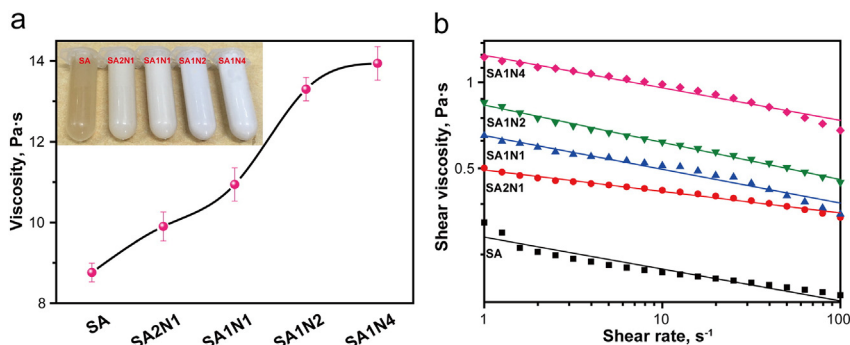 a
14
12
10
8
Viscosity, Pa·s
SA SA2N1 SA1N1 SA1N2 SA1N4
SA SA2N1 SA1N1 SA1N2 SA1N4
b
Shear viscosity, Pa·s
1
0.5
SA1N4
SA1N2
SA1N1
SA2N1
SA
1 10 100
Shear rate, s⁻¹